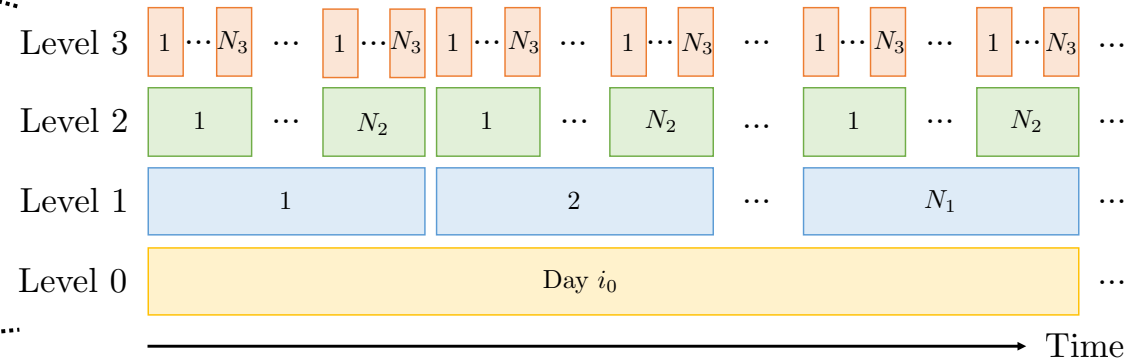 Level 3 1 ... N₃ ... 1 ... N₃ 1 ... N₃ ... 1 ... N₃ ... 1 ... N₃ ... 1 ... N₃ ...
Level 2 1 ... N₂ 1 ... N₂ ... 1 ... N₂ ...
Level 1 1 2 ... N₁ ...
Level 0 Day i₀ ...
Time